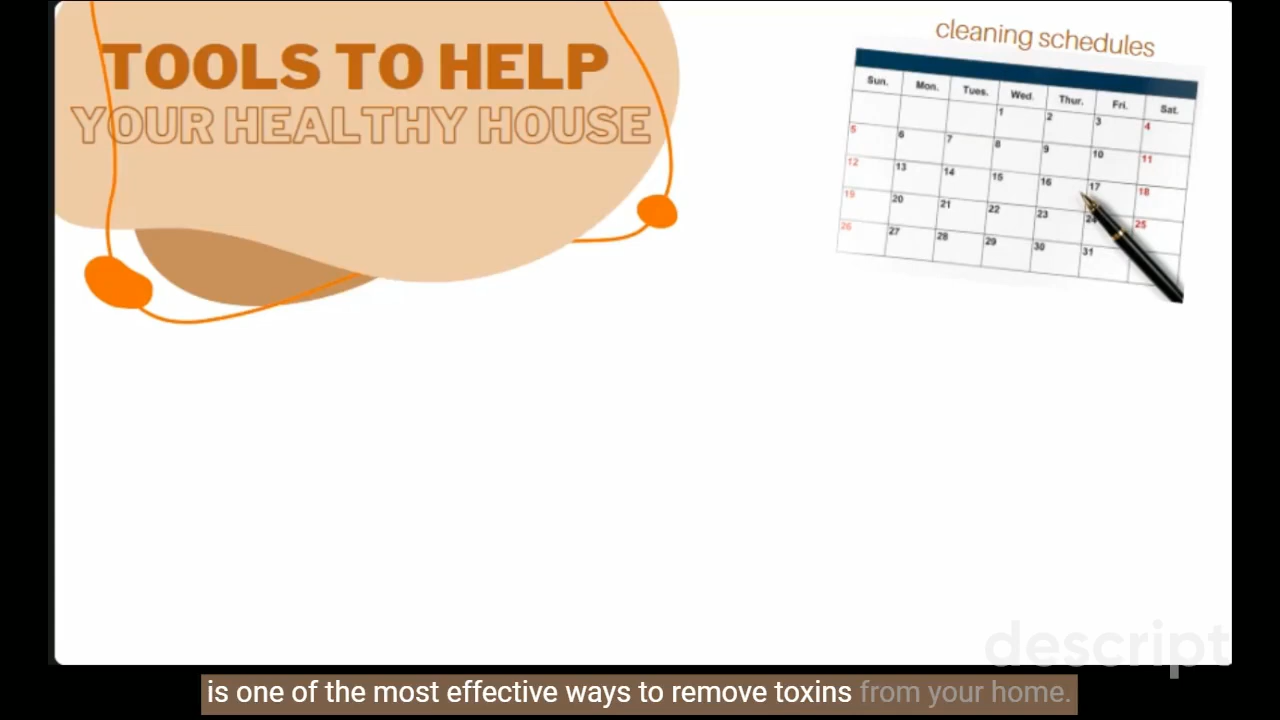 TOOLS TO HELP
YOUR HEALTHY HOUSE
cleaning schedules
Sun. Mon. Tues. Wed. Thur. Fri. Sat.
1 2 3 4
5 6 7 8 9 10 11
12 13 14 15 16 17 18
19 20 21 22 23 24 25
26 27 28 29 30 31
descript
is one of the most effective ways to remove toxins from your home.